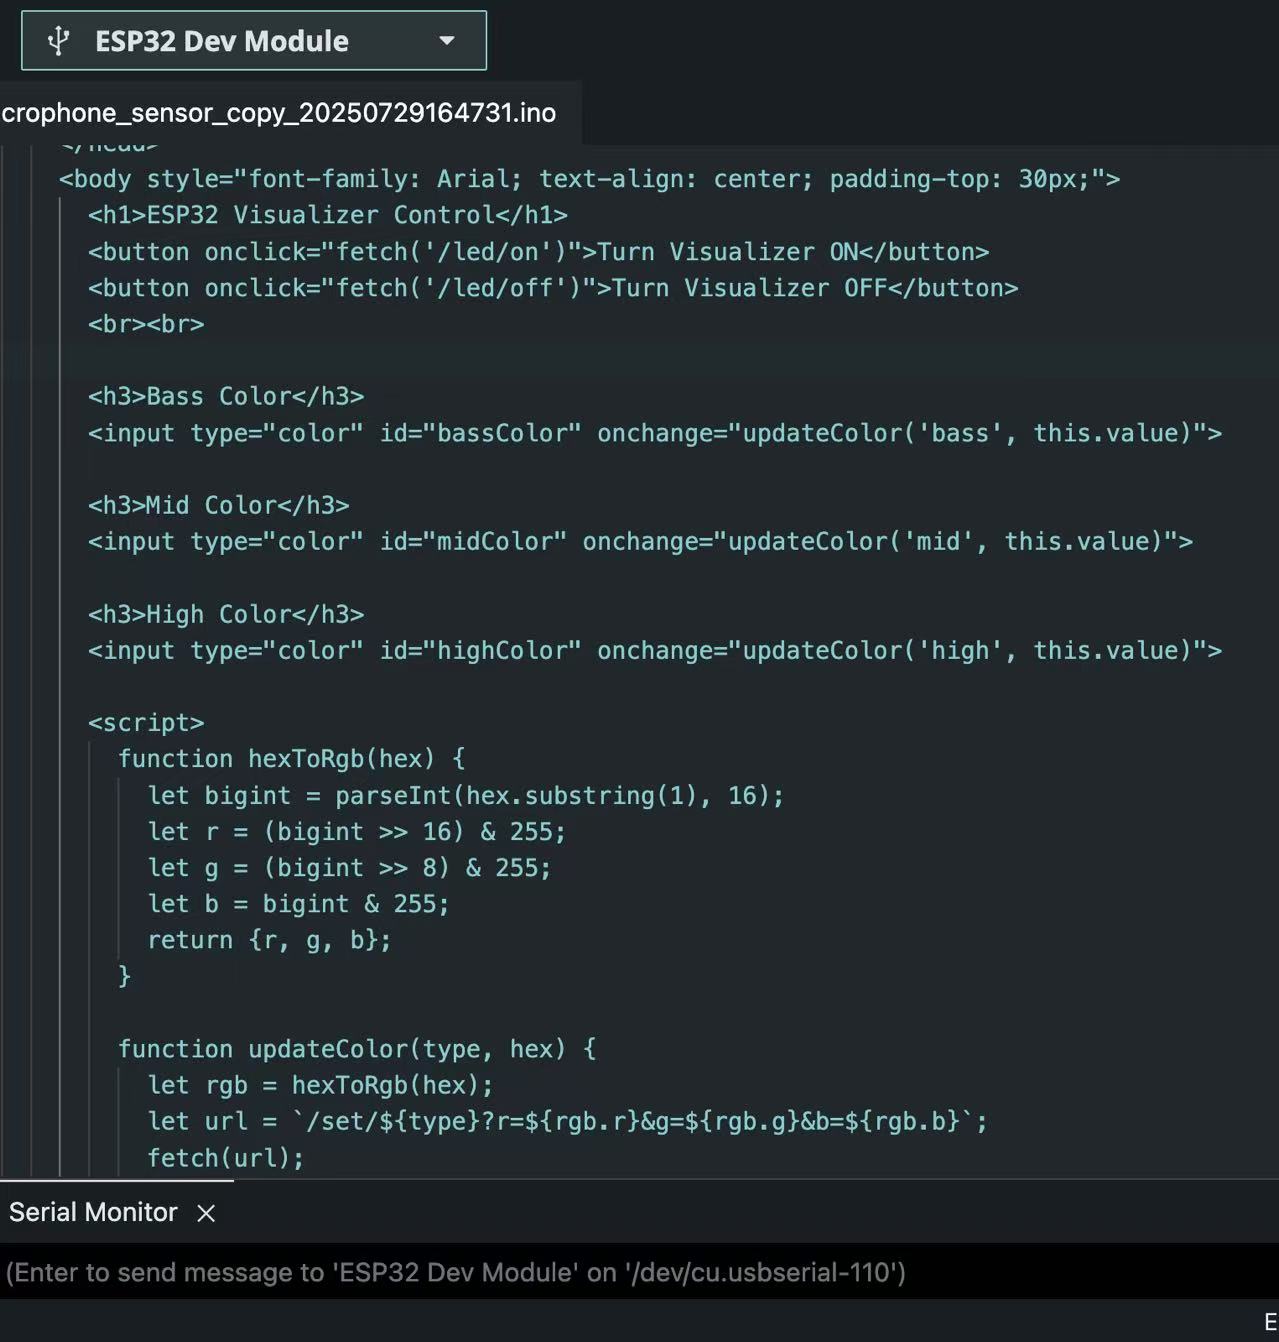 ESP32 Dev Module
crophone_sensor_copy_20250729164731.ino
</head>
<body style="font-family: Arial; text-align: center; padding-top: 30px;">
<h1>ESP32 Visualizer Control</h1>
<button onclick="fetch('/led/on')">Turn Visualizer ON</button>
<button onclick="fetch('/led/off')">Turn Visualizer OFF</button>
<br><br>
<h3>Bass Color</h3>
<input type="color" id="bassColor" onchange="updateColor('bass', this.value)">
<h3>Mid Color</h3>
<input type="color" id="midColor" onchange="updateColor('mid', this.value)">
<h3>High Color</h3>
<input type="color" id="highColor" onchange="updateColor('high', this.value)">
<script>
function hexToRgb(hex) {
let bigint = parseInt(hex.substring(1), 16);
let r = (bigint >> 16) & 255;
let g = (bigint >> 8) & 255;
let b = bigint & 255;
return {r, g, b};
}
function updateColor(type, hex) {
let rgb = hexToRgb(hex);
let url = `/set/${type}?r=${rgb.r}&g=${rgb.g}&b=${rgb.b}`;
fetch(url);
Serial Monitor
(Enter to send message to 'ESP32 Dev Module' on '/dev/cu.usbserial-110')
E